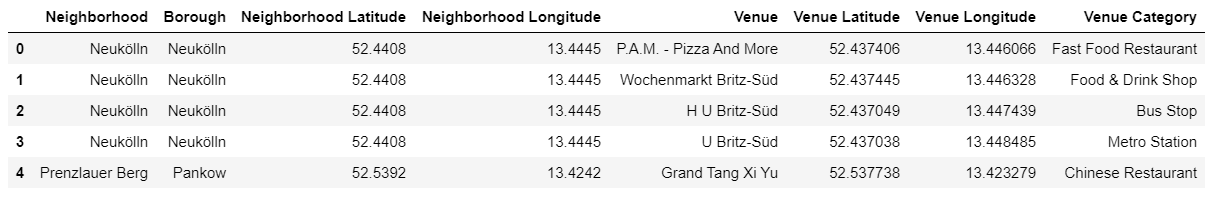 Neighborhood Borough Neighborhood Latitude Neighborhood Longitude Venue Venue Latitude Venue Longitude Venue Category
0 Neukölln Neukölln 52.4408 13.4445 P.A.M. - Pizza And More 52.437406 13.446066 Fast Food Restaurant
1 Neukölln Neukölln 52.4408 13.4445 Wochenmarkt Britz-Süd 52.437445 13.446328 Food & Drink Shop
2 Neukölln Neukölln 52.4408 13.4445 H U Britz-Süd 52.437049 13.447439 Bus Stop
3 Neukölln Neukölln 52.4408 13.4445 U Britz-Süd 52.437038 13.448485 Metro Station
4 Prenzlauer Berg Pankow 52.5392 13.4242 Grand Tang Xi Yu 52.537738 13.423279 Chinese Restaurant